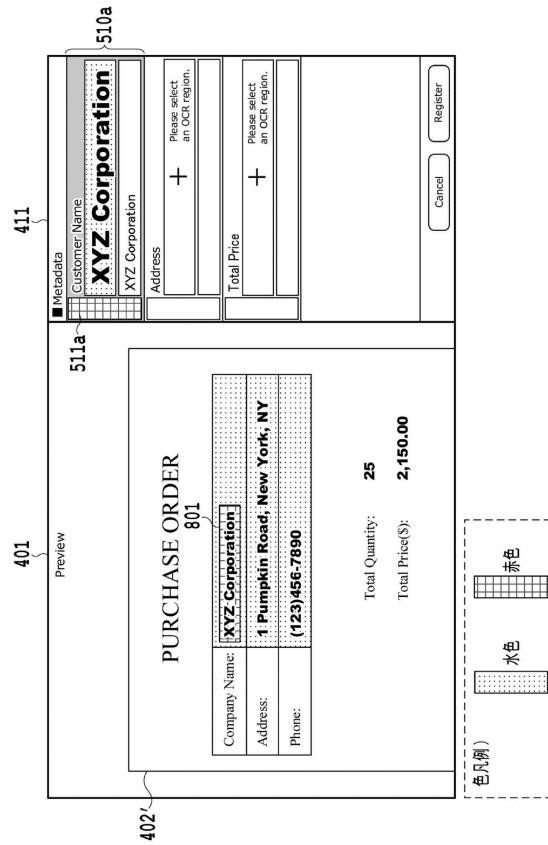 401
Preview
402'
PURCHASE ORDER
801
Company Name: XYZ Corporation
Address: 1 Pumpkin Road, New York, NY
Phone: (123)456-7890
Total Quantity: 25
Total Price($): 2,150.00
411
■ Metadata
511a
510a
Customer Name
XYZ Corporation
XYZ Corporation
Address
+ Please select
an OCR region.
Total Price
+ Please select
an OCR region.
Cancel Register
色凡例)
水色 赤色